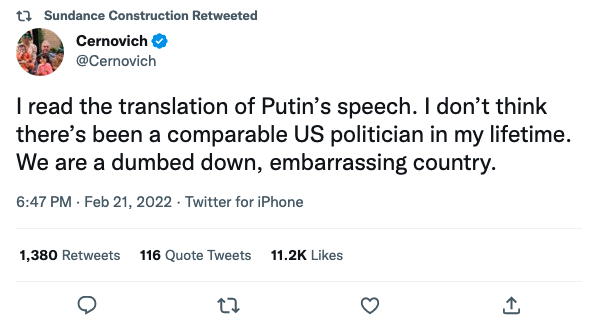 Sundance Construction Retweeted
Cernovich
@Cernovich
I read the translation of Putin’s speech. I don’t think
there’s been a comparable US politician in my lifetime.
We are a dumbed down, embarrassing country.
6:47 PM · Feb 21, 2022 · Twitter for iPhone
1,380 Retweets 116 Quote Tweets 11.2K Likes